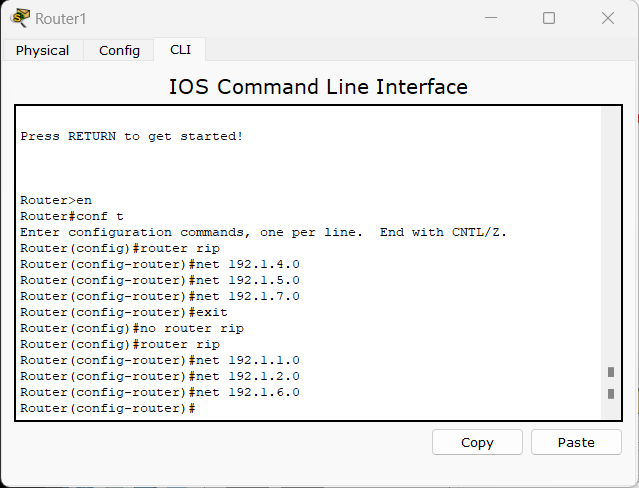 Router1
Physical Config CLI
IOS Command Line Interface
Press RETURN to get started!
Router>en
Router#conf t
Enter configuration commands, one per line.  End with CNTL/Z.
Router(config)#router rip
Router(config-router)#net 192.1.4.0
Router(config-router)#net 192.1.5.0
Router(config-router)#net 192.1.7.0
Router(config-router)#exit
Router(config)#no router rip
Router(config)#router rip
Router(config-router)#net 192.1.1.0
Router(config-router)#net 192.1.2.0
Router(config-router)#net 192.1.6.0
Router(config-router)#
Copy Paste